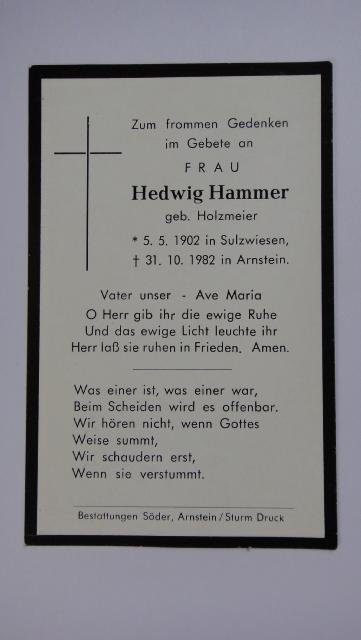 Zum frommen Gedenken
im Gebete an
FRAU
Hedwig Hammer
geb. Holzmeier
* 5. 5. 1902 in Sulzwiesen,
† 31. 10. 1982 in Arnstein.
Vater unser - Ave Maria
O Herr gib ihr die ewige Ruhe
Und das ewige Licht leuchte ihr
Herr laß sie ruhen in Frieden. Amen.
Was einer ist, was einer war,
Beim Scheiden wird es offenbar.
Wir hören nicht, wenn Gottes
Weise summt,
Wir schaudern erst,
Wenn sie verstummt.
Bestattungen Söder, Arnstein / Sturm Druck